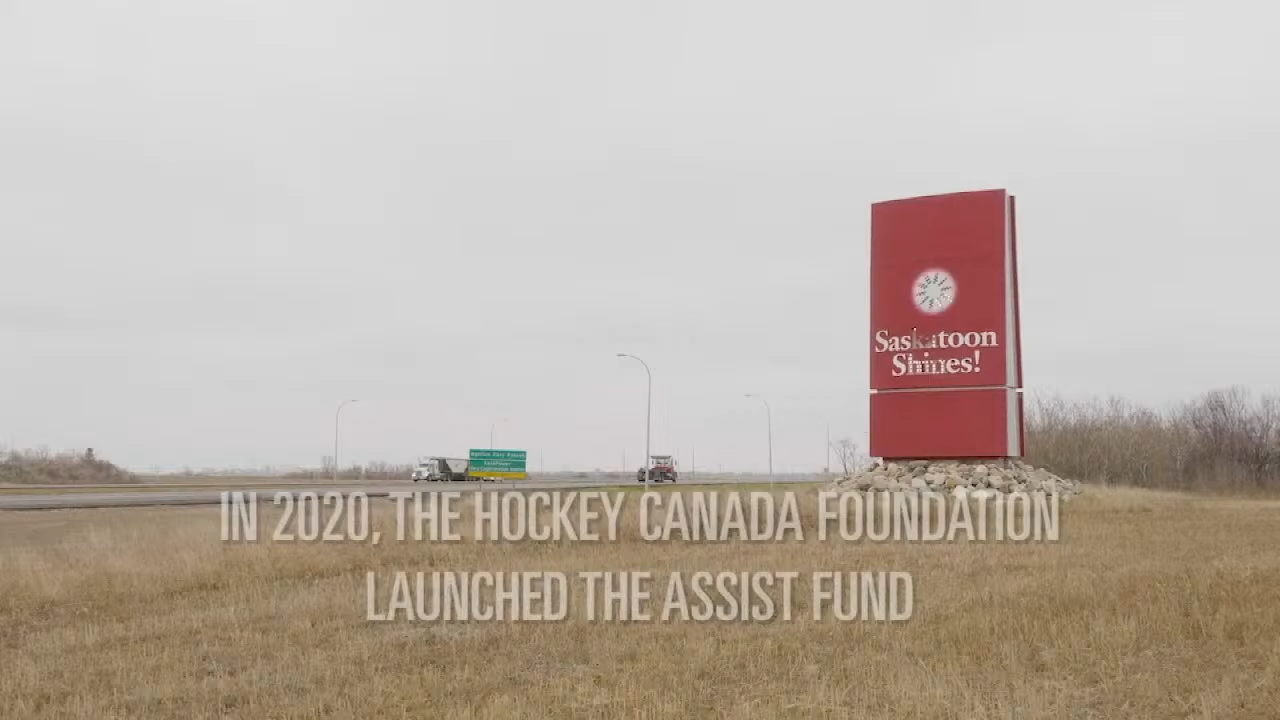 Saskatoon
Shines!
IN 2020, THE HOCKEY CANADA FOUNDATION
LAUNCHED THE ASSIST FUND